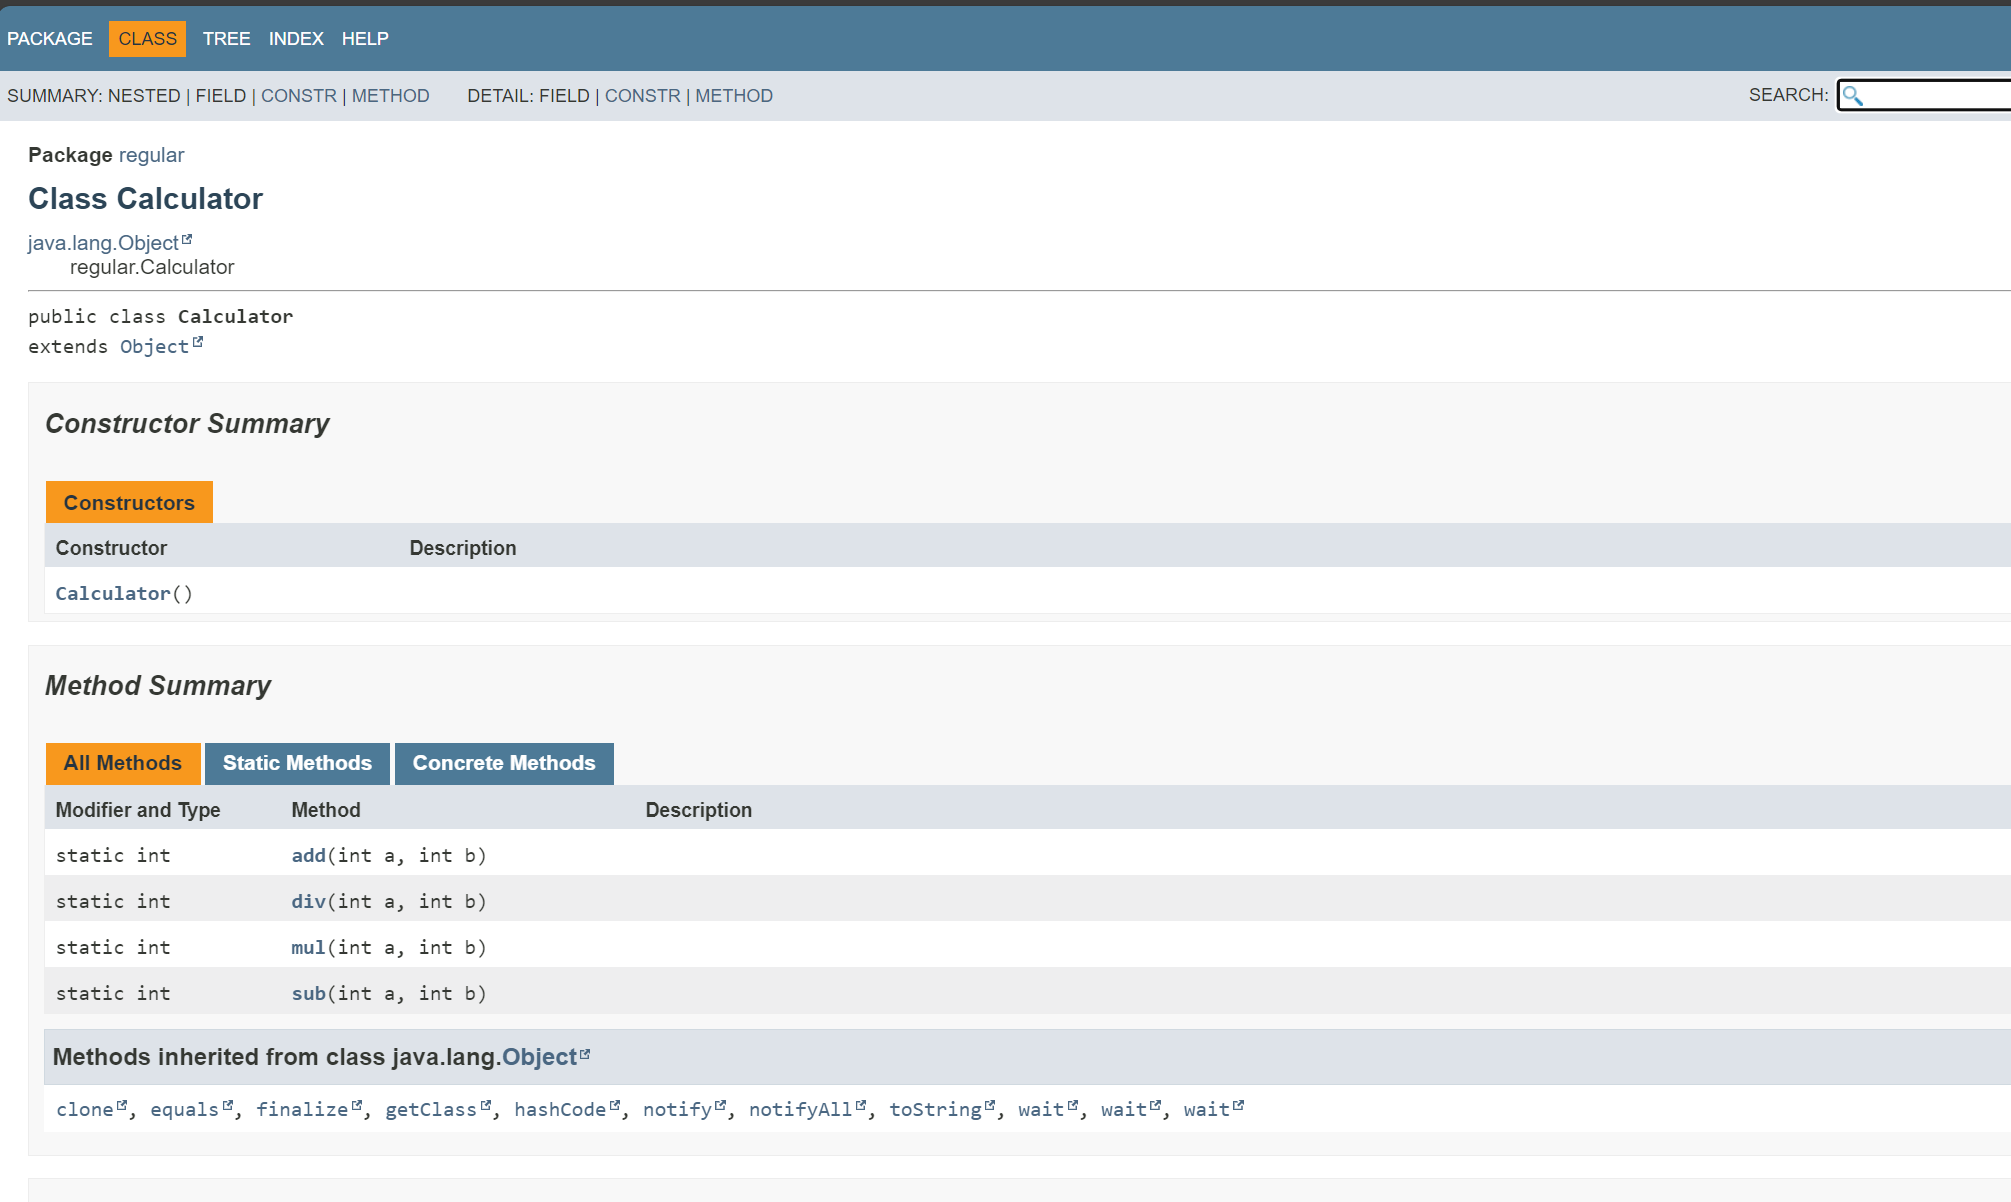 PACKAGE CLASS TREE INDEX HELP
SUMMARY: NESTED | FIELD | CONSTR | METHOD DETAIL: FIELD | CONSTR | METHOD SEARCH:
Package regular
Class Calculator
java.lang.Object
regular.Calculator
public class Calculator
extends Object
Constructor Summary
Constructors
Constructor Description
Calculator()
Method Summary
All Methods Static Methods Concrete Methods
Modifier and Type Method Description
static int add(int a, int b)
static int div(int a, int b)
static int mul(int a, int b)
static int sub(int a, int b)
Methods inherited from class java.lang.Object
clone, equals, finalize, getClass, hashCode, notify, notifyAll, toString, wait, wait, wait